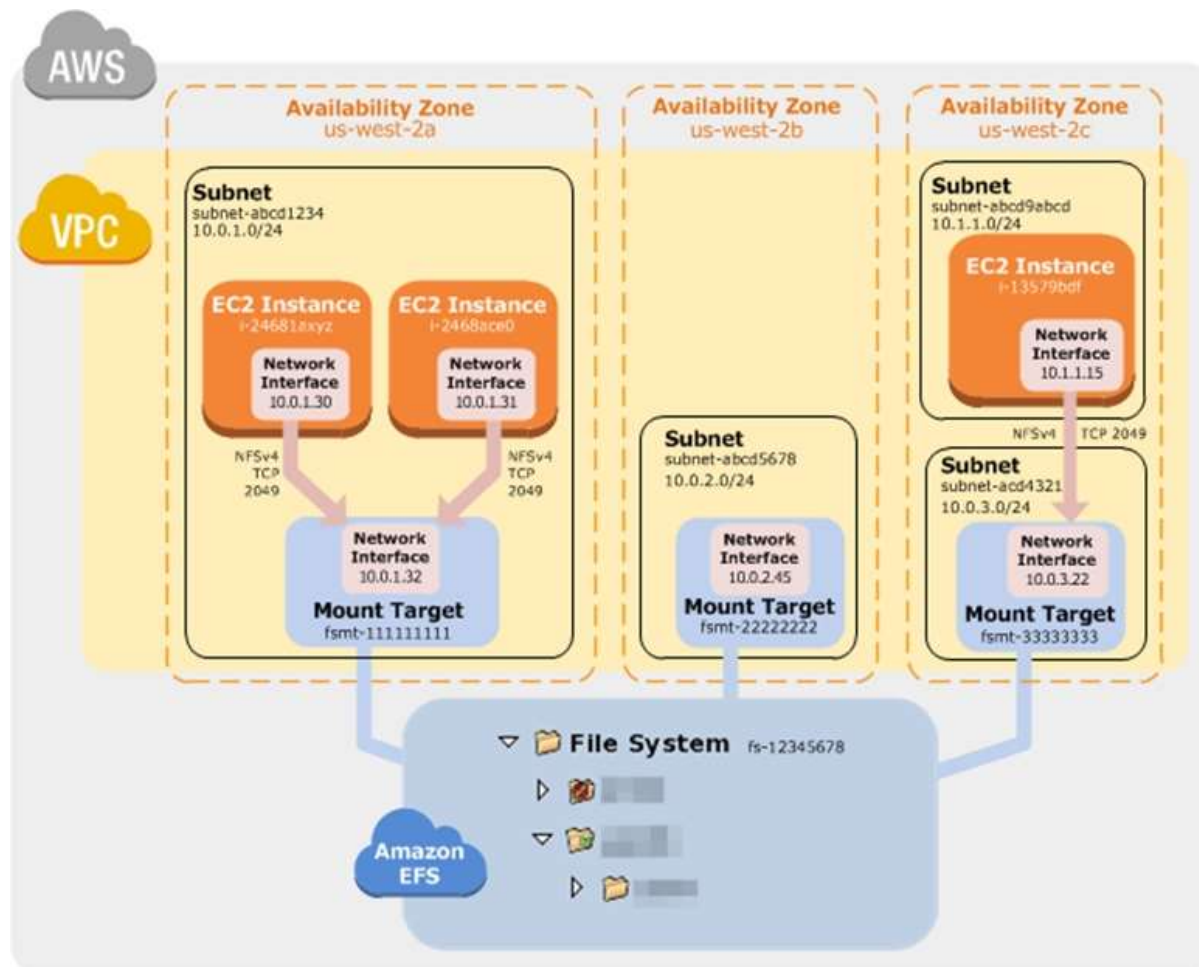 AWS
Availability Zone
us-west-2a
Availability Zone
us-west-2b
Availability Zone
us-west-2c
VPC
Subnet
subnet-abcd1234
10.0.1.0/24
EC2 Instance
i-24681axyz
Network
Interface
10.0.1.30
EC2 Instance
i-2468ace0
Network
Interface
10.0.1.31
NFSv4
TCP
2049
NFSv4
TCP
2049
Network
Interface
10.0.1.32
Mount Target
fsmt-111111111
Subnet
subnet-abcd5678
10.0.2.0/24
Network
Interface
10.0.2.45
Mount Target
fsmt-22222222
Subnet
subnet-abcd9abcd
10.1.1.0/24
EC2 Instance
i-13579bdf
Network
Interface
10.1.1.15
NFSv4 TCP 2049
Subnet
subnet-acd4321
10.0.3.0/24
Network
Interface
10.0.3.22
Mount Target
fsmt-33333333
File System fs-12345678
Amazon
EFS